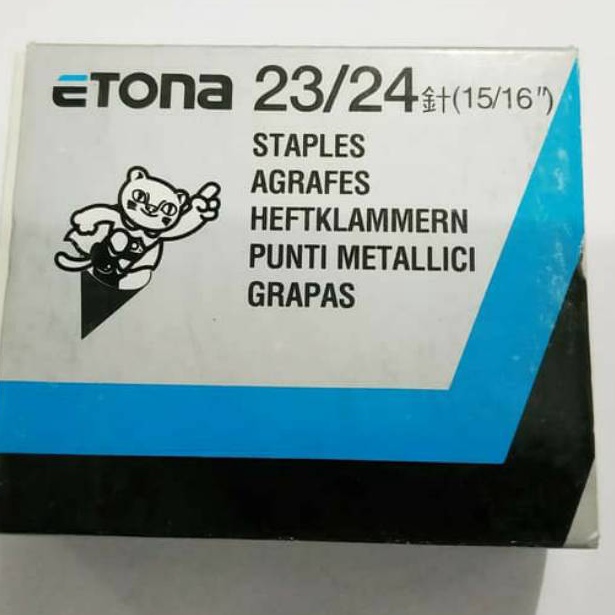 ETONA 23/24針(15/16")
STAPLES
AGRAFES
HEFTKLAMMERN
PUNTI METALLICI
GRAPAS